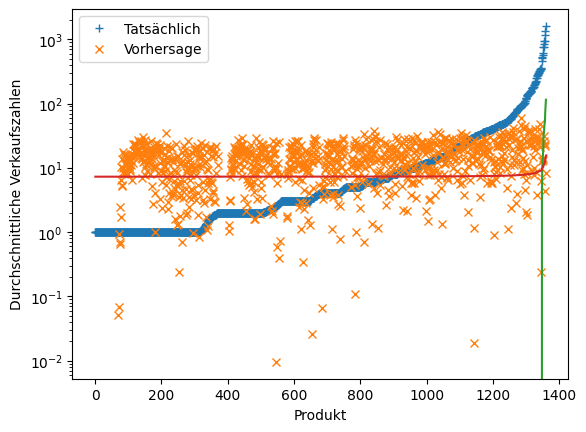 Tatsächlich
Vorhersage
Durchschnittliche Verkaufszahlen
10³
10²
10¹
10⁰
10⁻¹
10⁻²
0 200 400 600 800 1000 1200 1400
Produkt